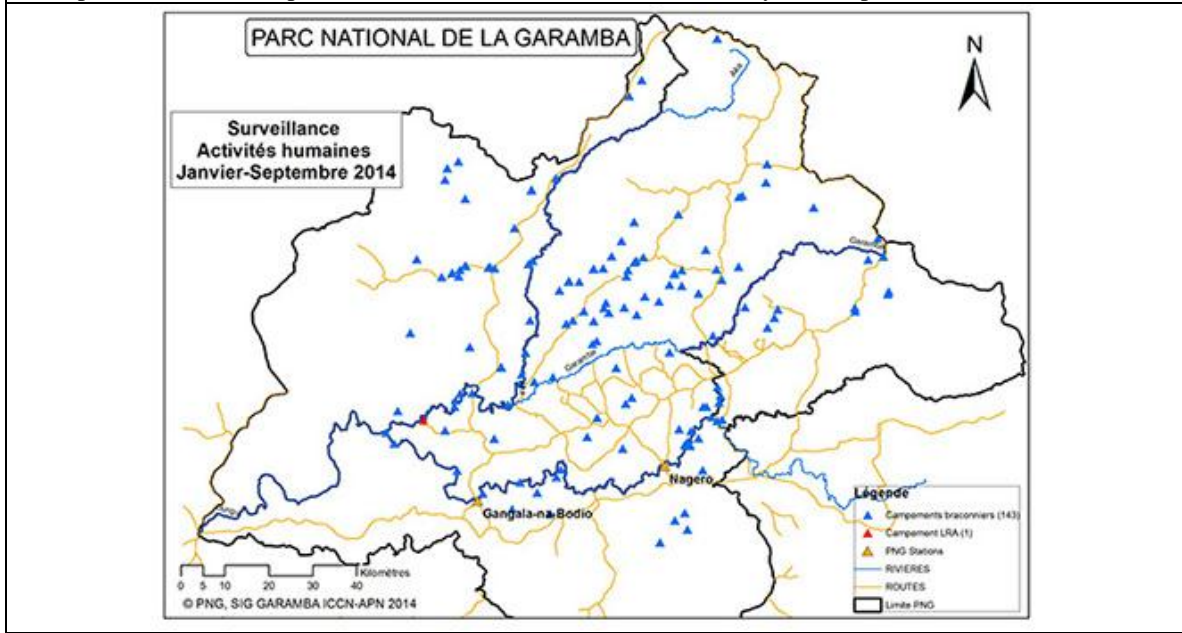 PARC NATIONAL DE LA GARAMBA
N
Surveillance
Activités humaines
Janvier-Septembre 2014
Aka
Garamba
Garamba
Nagero
Gangala-na-Bodio
Légende
Campements braconniers (143)
Campement LRA (1)
PNG Stations
RIVIERES
ROUTES
Limite PNG
Kilomètres
0 5 10 20 30 40
© PNG, SIG GARAMBA ICCN-APN 2014